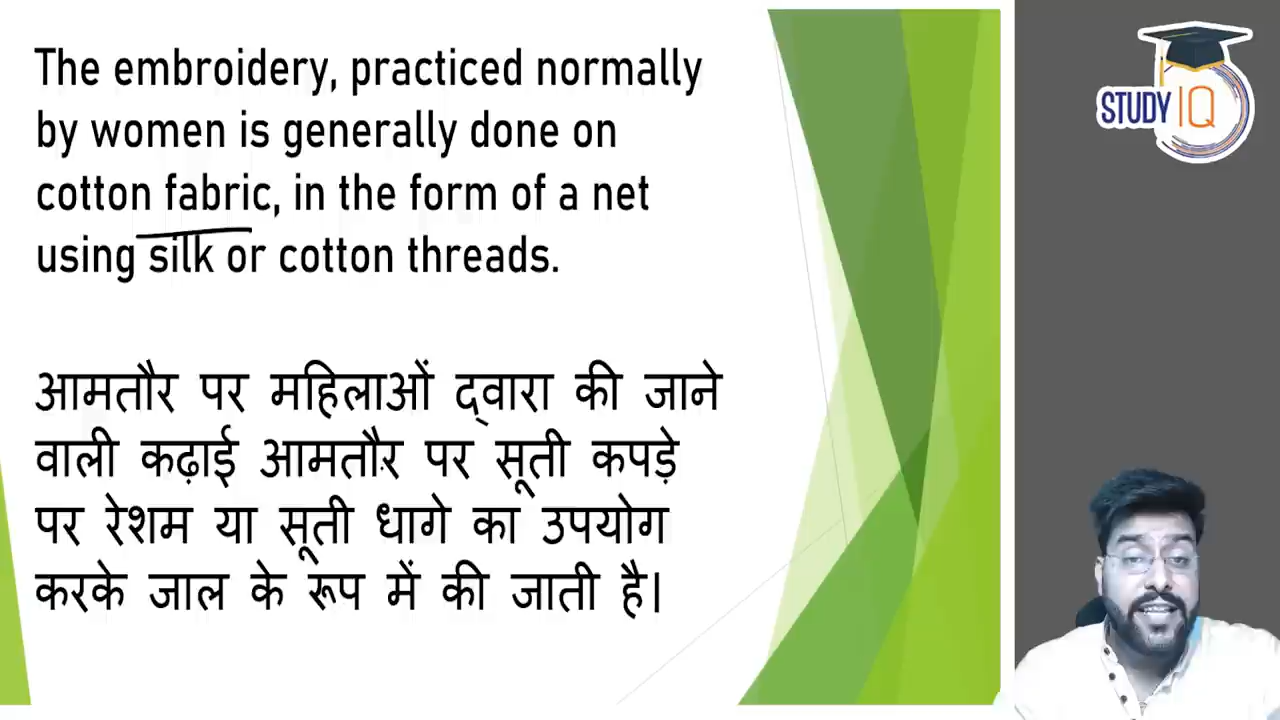 The embroidery, practiced normally
by women is generally done on
cotton fabric, in the form of a net
using silk or cotton threads.
आमतौर पर महिलाओं द्वारा की जाने
वाली कढ़ाई आमतौर पर सूती कपड़े
पर रेशम या सूती धागे का उपयोग
करके जाल के रूप में की जाती है।
STUDY IQ